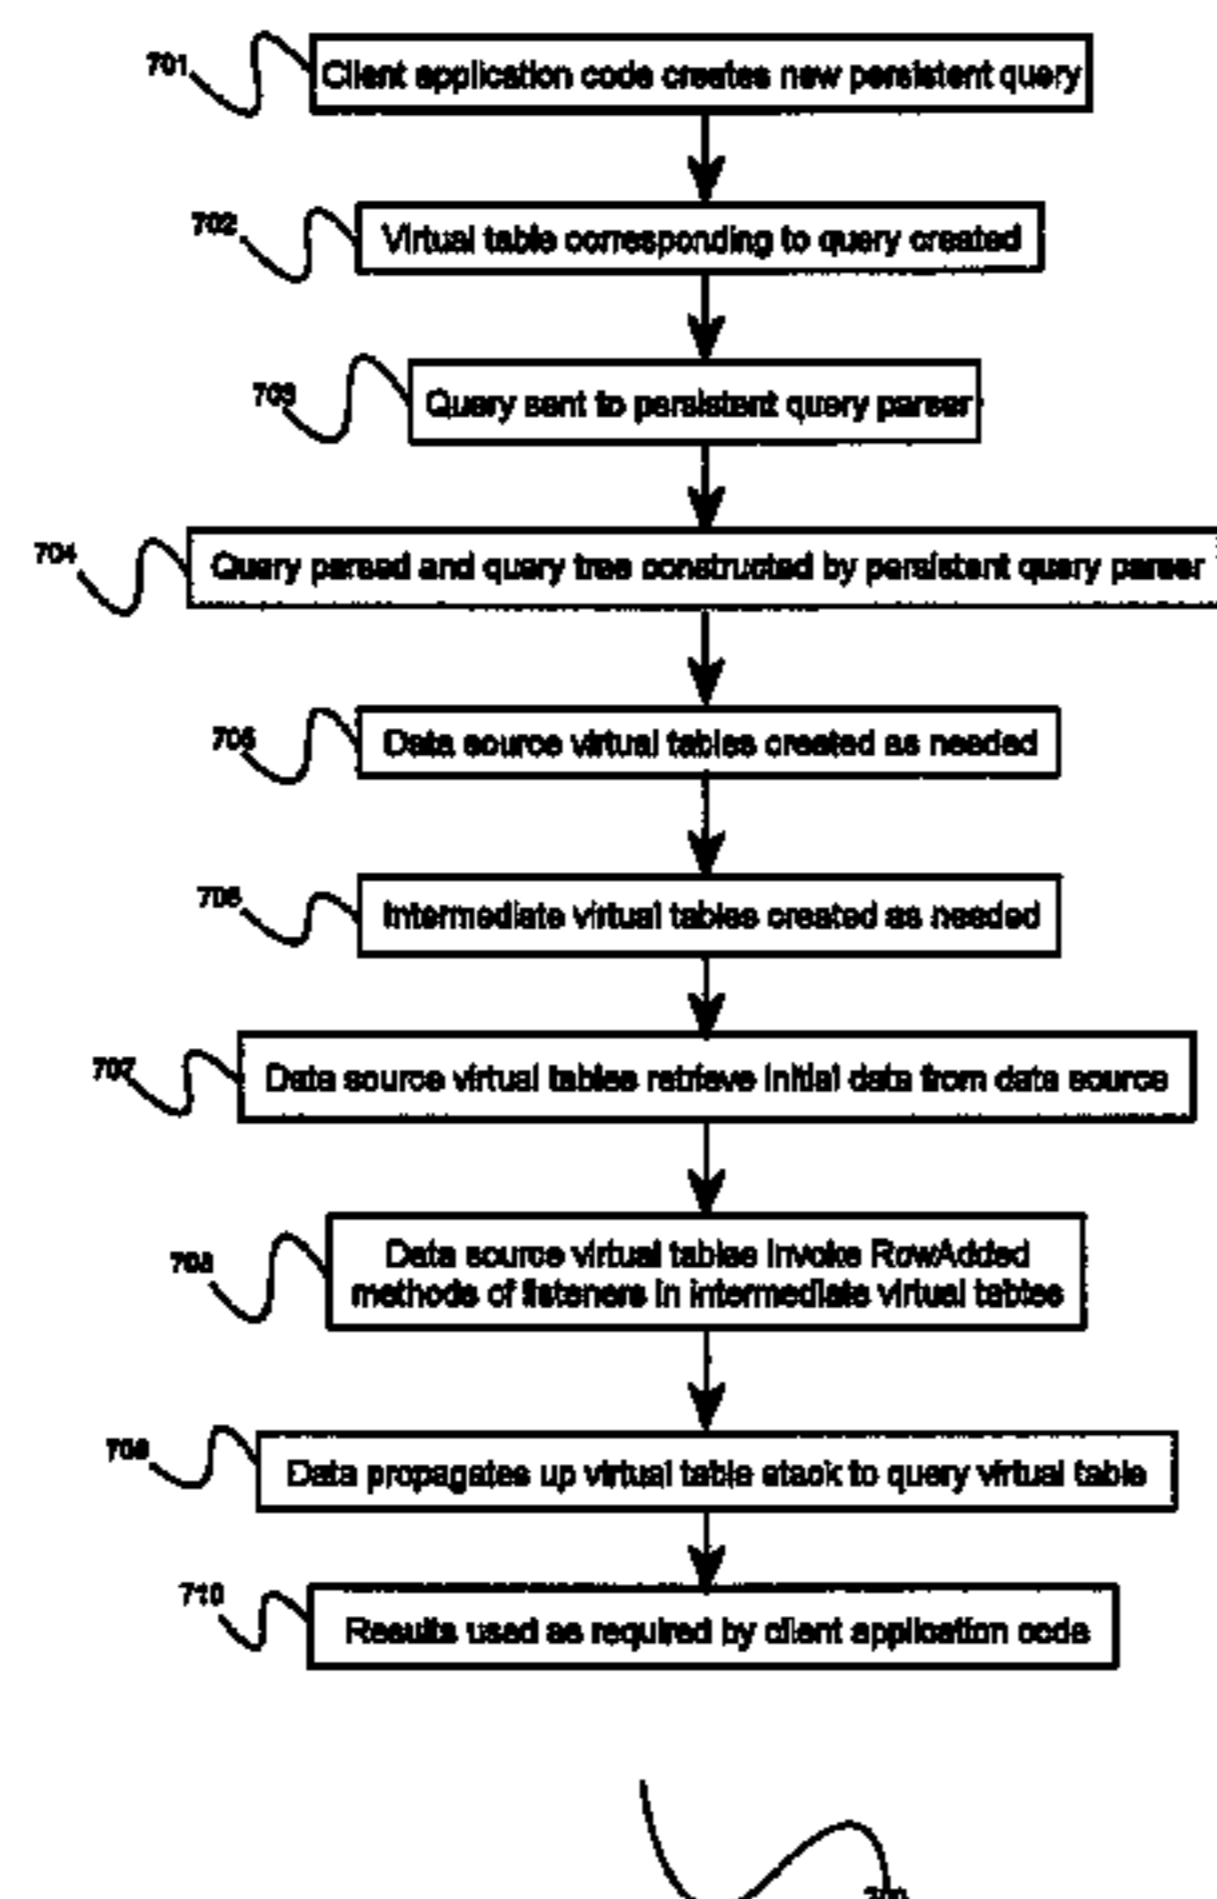 701
Client application code creates new persistent query
702
Virtual table corresponding to query created
703
Query sent to persistent query parser
704
Query parsed and query tree constructed by persistent query parser
705
Data source virtual tables created as needed
706
Intermediate virtual tables created as needed
707
Data source virtual tables retrieve initial data from data source
708
Data source virtual tables invoke RowAdded
methods of listeners in intermediate virtual tables
709
Data propagates up virtual table stack to query virtual table
710
Results used as required by client application code